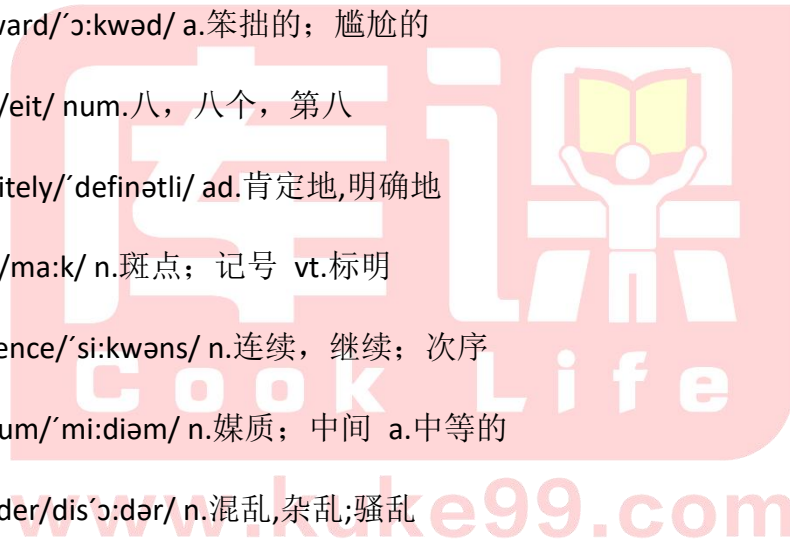 ward/ˊɔ:kwəd/ a.笨拙的；尴尬的
/eit/ num.八，八个，第八
itely/ˊdefinətli/ ad.肯定地,明确地
/ma:k/ n.斑点；记号 vt.标明
ence/ˊsi:kwəns/ n.连续，继续；次序
um/ˊmi:diəm/ n.媒质；中间 a.中等的
der/disˊɔ:dər/ n.混乱,杂乱;骚乱
库课
Cook Life
www.kuke99.com